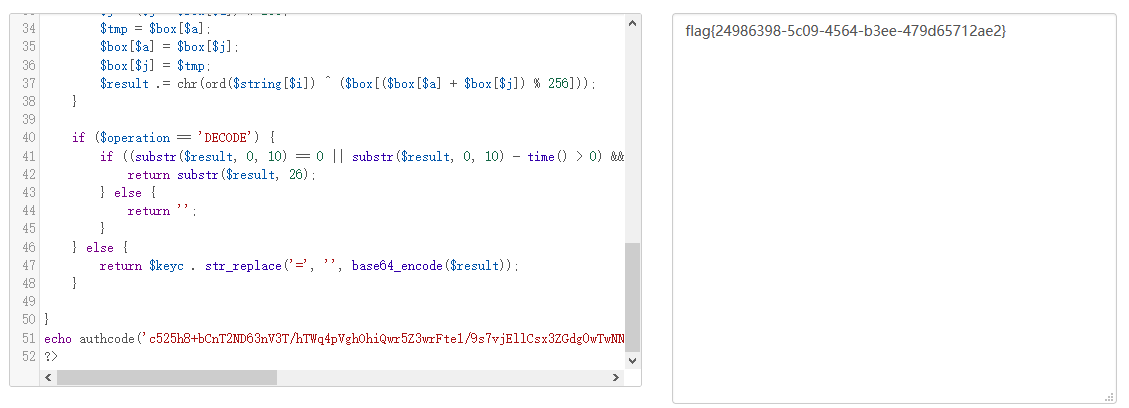 34 $tmp = $box[$a];
35 $box[$a] = $box[$j];
36 $box[$j] = $tmp;
37 $result .= chr(ord($string[$i]) ^ ($box[($box[$a] + $box[$j]) % 256]));
38 }
39
40 if ($operation == 'DECODE') {
41 if ((substr($result, 0, 10) == 0 || substr($result, 0, 10) - time() > 0) &&
42 return substr($result, 26);
43 } else {
44 return '';
45 }
46 } else {
47 return $keyc . str_replace('=', '', base64_encode($result));
48 }
49
50 }
51 echo authcode('c525h8+bCnT2ND63nV3T/hTWq4pVghOhiQwr5Z3wrFte1/9s7vjEllCsx3ZGdgOwTwNN
52 ?>
flag{24986398-5c09-4564-b3ee-479d65712ae2}